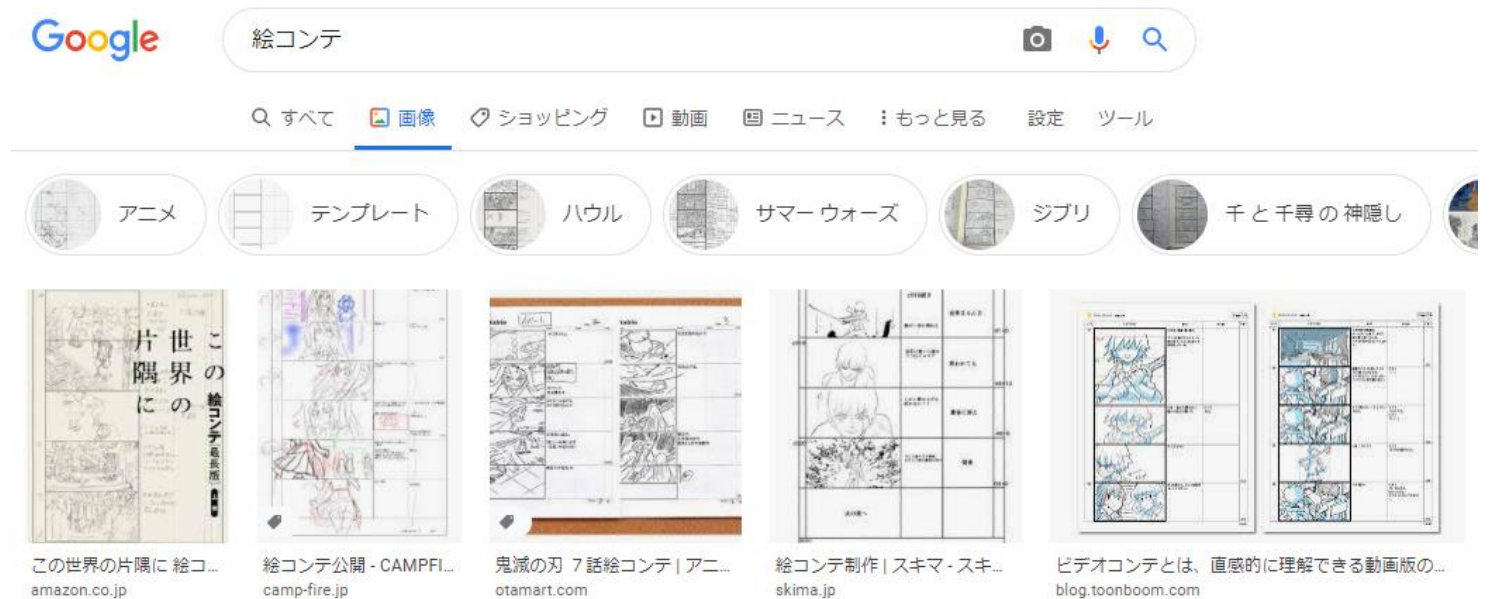 Google
絵コンテ
すべて 画像 ショッピング 動画 ニュース もっと見る 設定 ツール
アニメ テンプレート ハウル サマー ウォーズ ジブリ 千 と 千 尋 の 神隠し
この
世界の
片隅に
絵コンテ
この世界の片隅に 絵コ...
amazon.co.jp
絵コンテ公開 - CAMPFI...
camp-fire.jp
鬼滅の刃 7話絵コンテ | アニ...
otamart.com
絵コンテ制作 | スキマ - スキ...
skima.jp
ビデオコンテとは、直感的に理解できる動画版の...
blog.toonboom.com